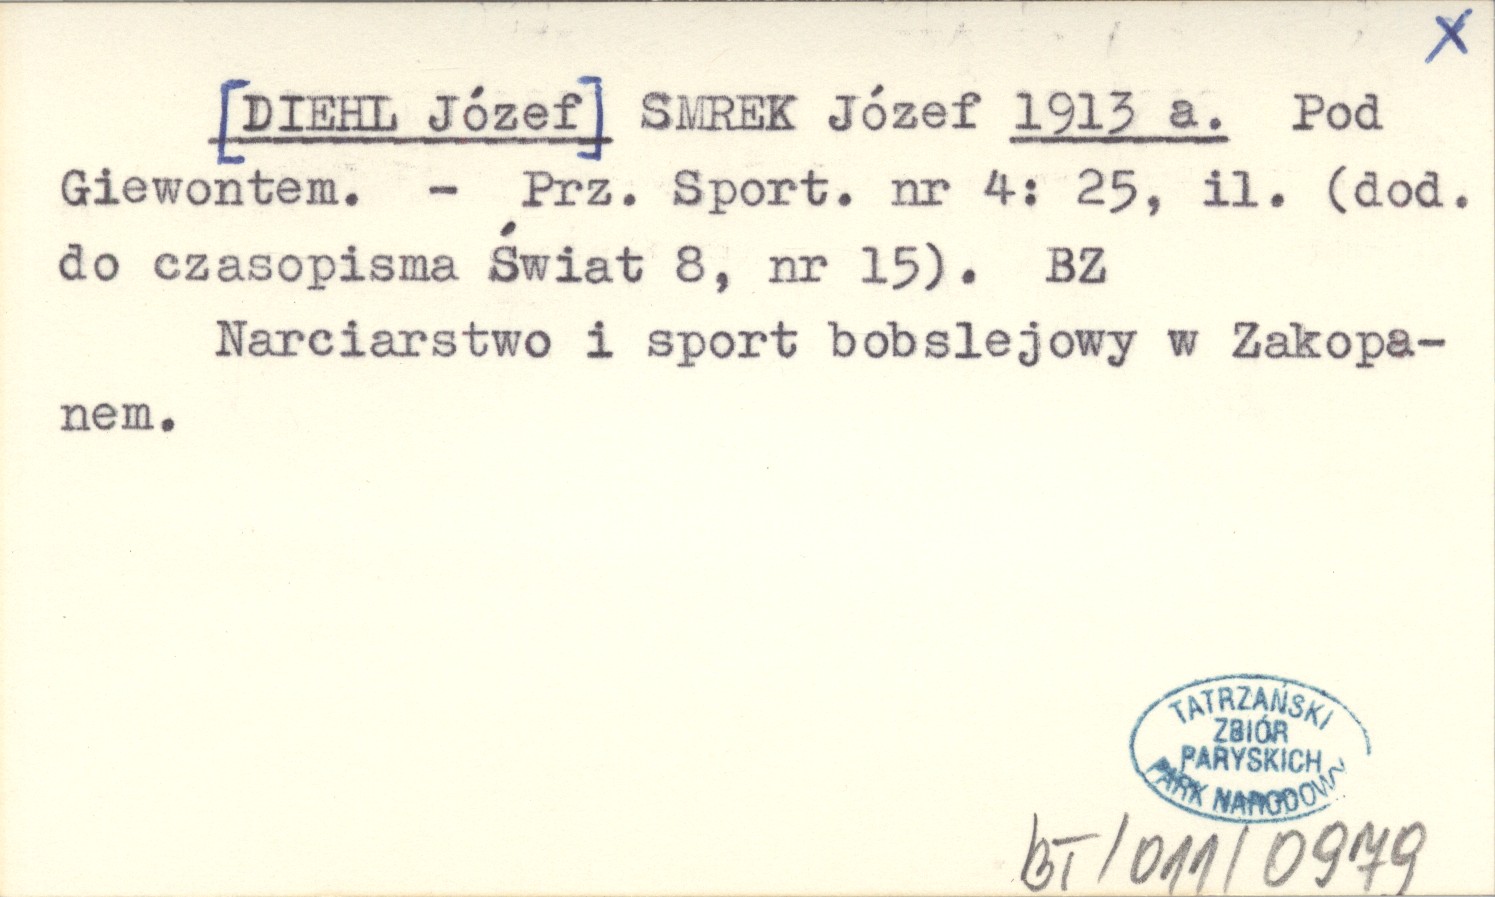 X
[DIEHL Józef] SMREK Józef 1913 a. Pod
Giewontem. - Prz. Sport. nr 4: 25, il. (dod.
do czasopisma Świat 8, nr 15). BZ
Narciarstwo i sport bobslejowy w Zakopa-
nem.
TATRZAŃSKI
ZBIÓR
PARYSKICH
PARK NARODOWY
BT/011/0979